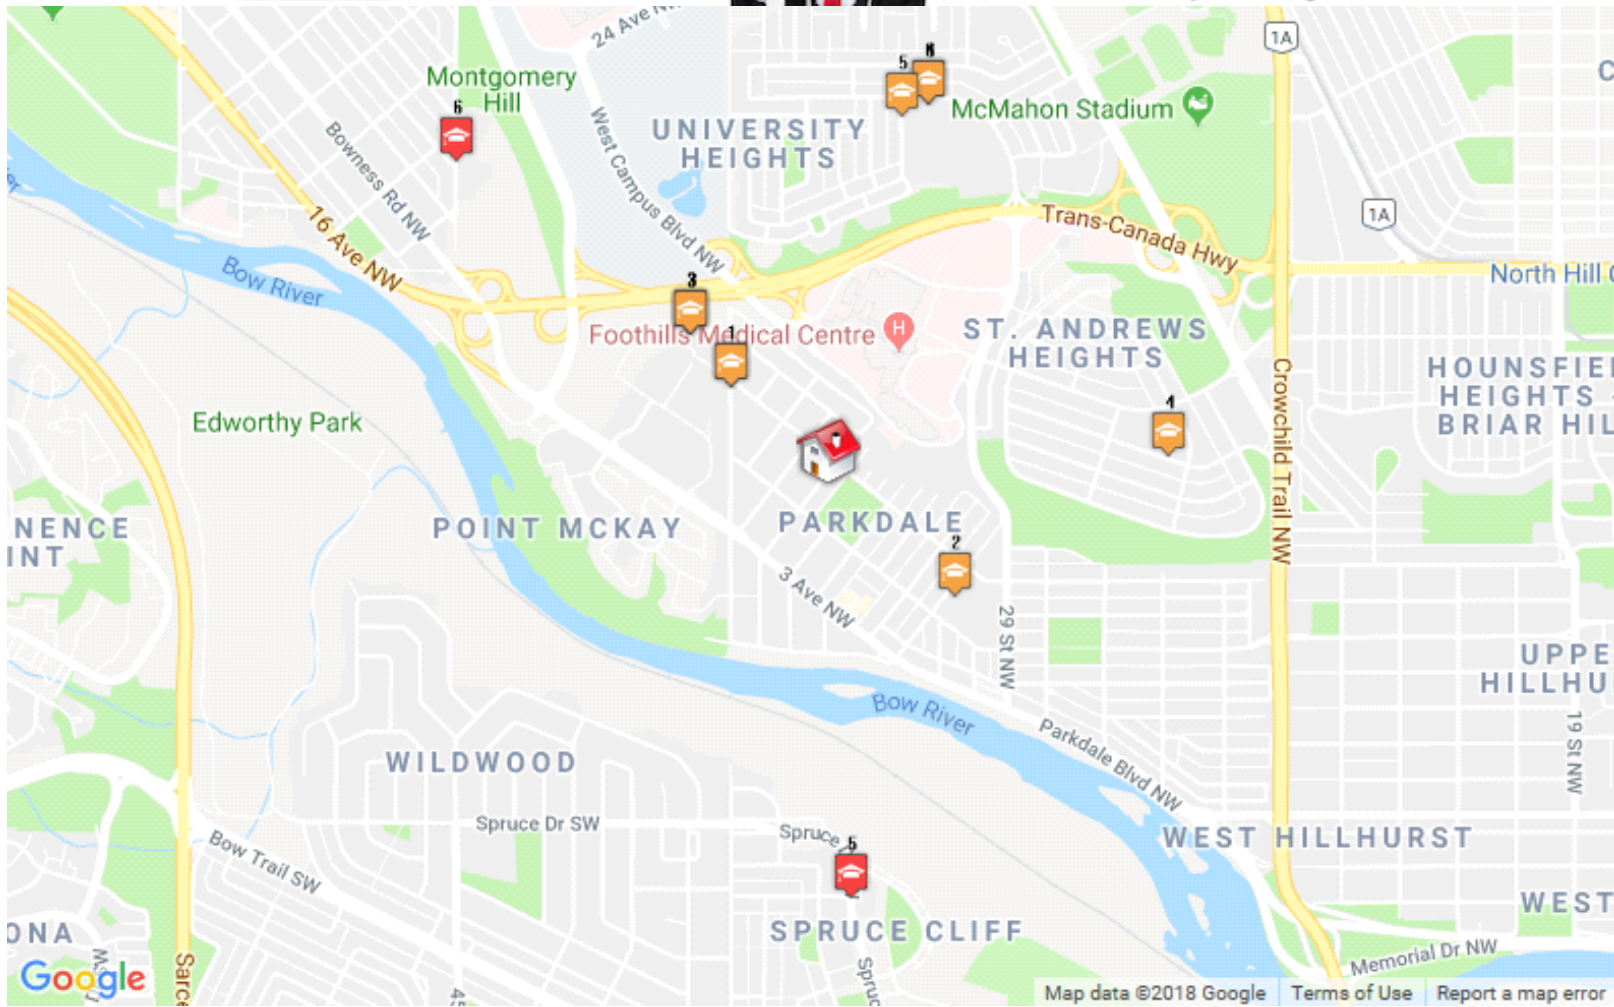 24 Ave NW
1A
Montgomery
Hill
6
5
8
McMahon Stadium
UNIVERSITY
HEIGHTS
Bowness Rd NW
West Campus Blvd NW
16 Ave NW
Trans-Canada Hwy
1A
Bow River
North Hill
3
Foothills Medical Centre
H
1
ST. ANDREWS
HEIGHTS
Crowchild Trail NW
HOUNSFIE
HEIGHTS -
BRIAR HIL
4
Edworthy Park
NENCE
INT
POINT MCKAY
PARKDALE
2
3 Ave NW
29 St NW
UPPE
HILLHU
Bow River
19 St NW
Parkdale Blvd NW
WILDWOOD
Spruce Dr SW
Spruce
5
WEST HILLHURST
Bow Trail SW
WEST
ONA
SPRUCE CLIFF
Memorial Dr NW
Sarce
Spruc
45
Google
Map data ©2018 Google
Terms of Use
Report a map error